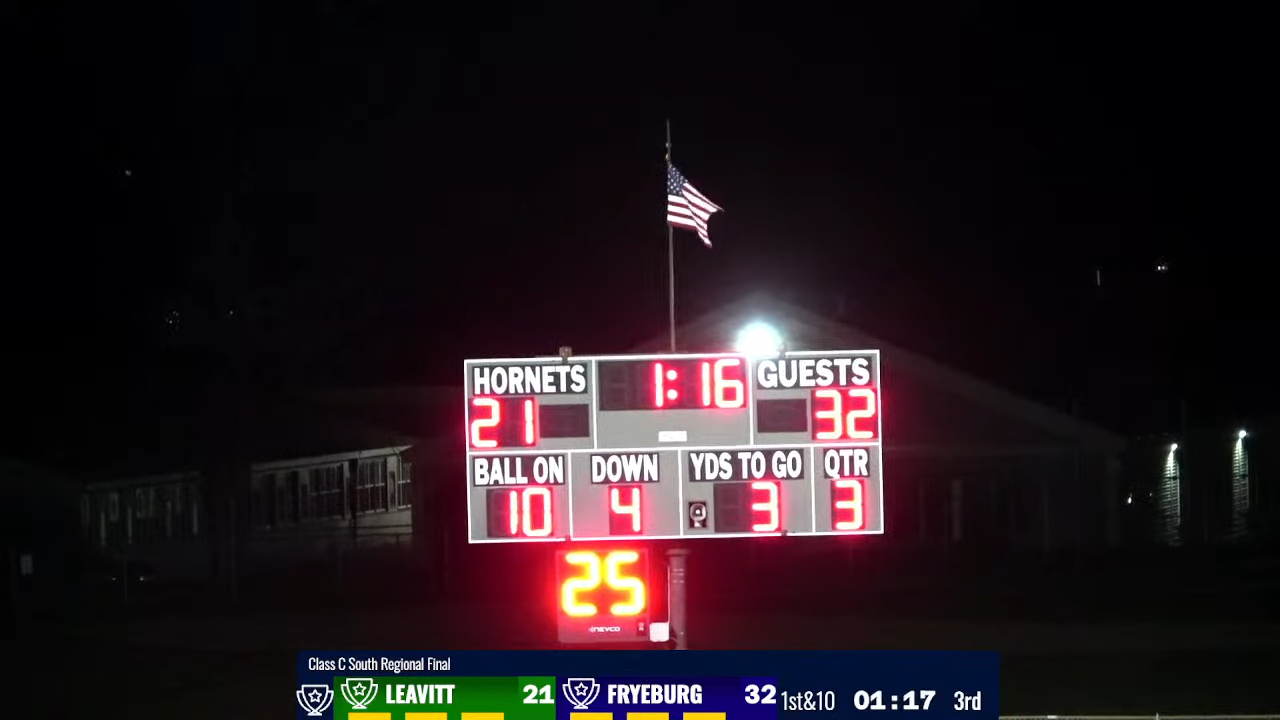 HORNETS 1:16 GUESTS
21 32
BALL ON DOWN YDS TO GO QTR
10 4 3 3
25
NEVCO
Class C South Regional Final
LEAVITT 21 FRYEBURG 32 1st&10 01:17 3rd